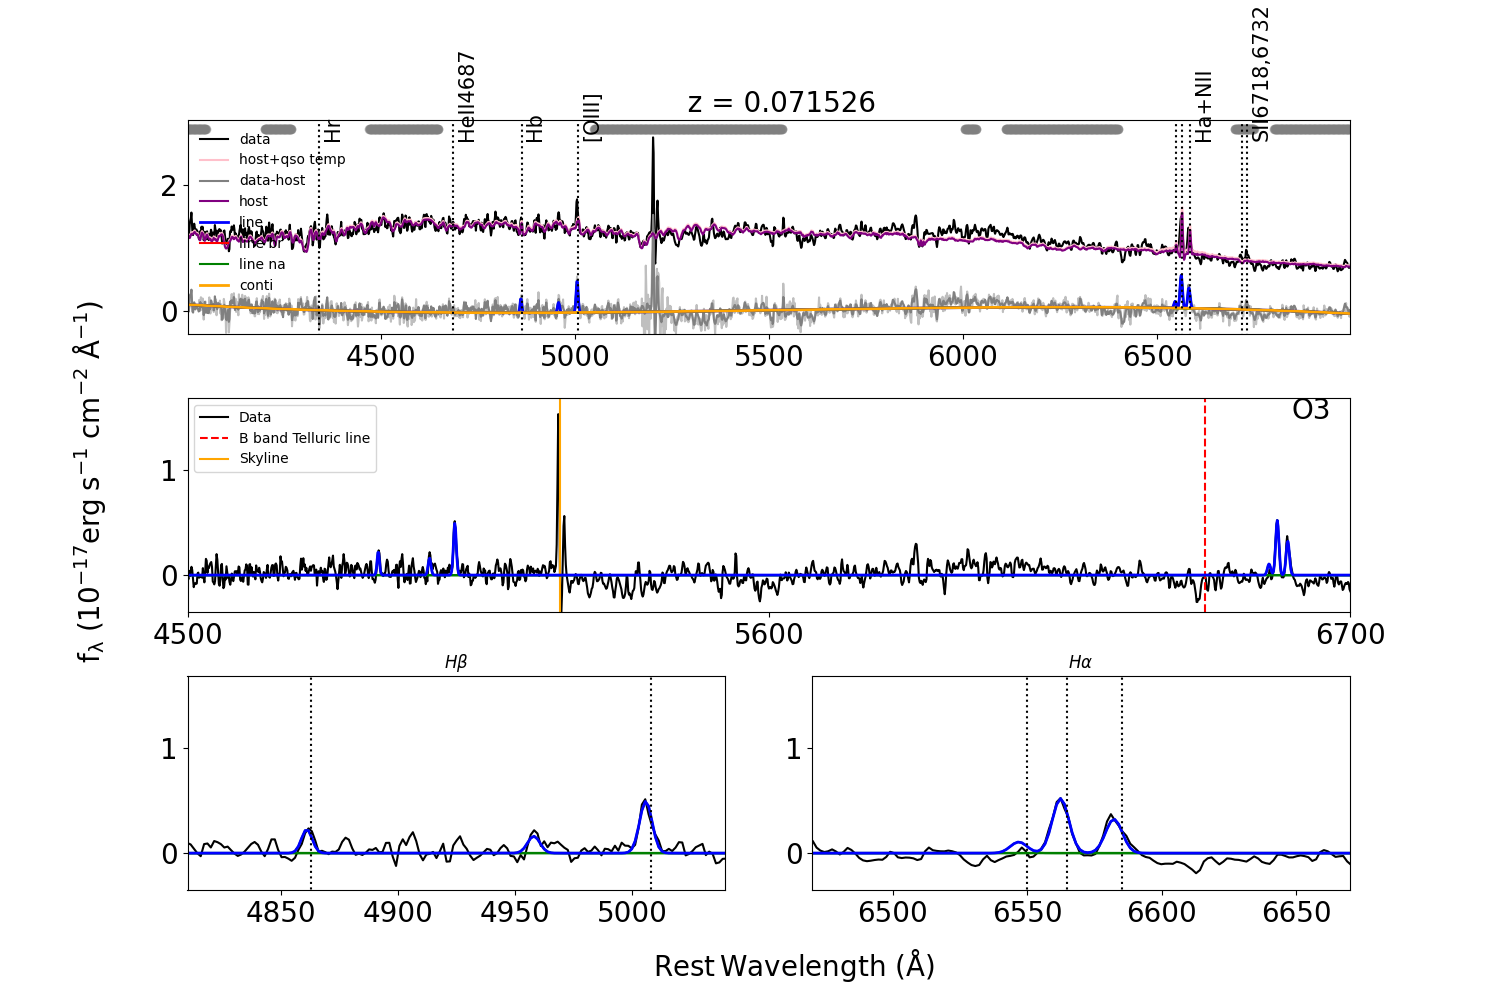 z = 0.071526
Hr
HeII4687
Hb
[OIII]
Ha+NII
SII6718,6732
data
host+qso temp
data-host
host
line
line br
line na
conti
2
0
4500
5000
5500
6000
6500
O3
Data
B band Telluric line
Skyline
1
0
4500
5600
6700
fλ (10−17erg s−1 cm−2 Å−1)
Hβ
1
0
4850
4900
4950
5000
Hα
1
0
6500
6550
6600
6650
Rest Wavelength (Å)